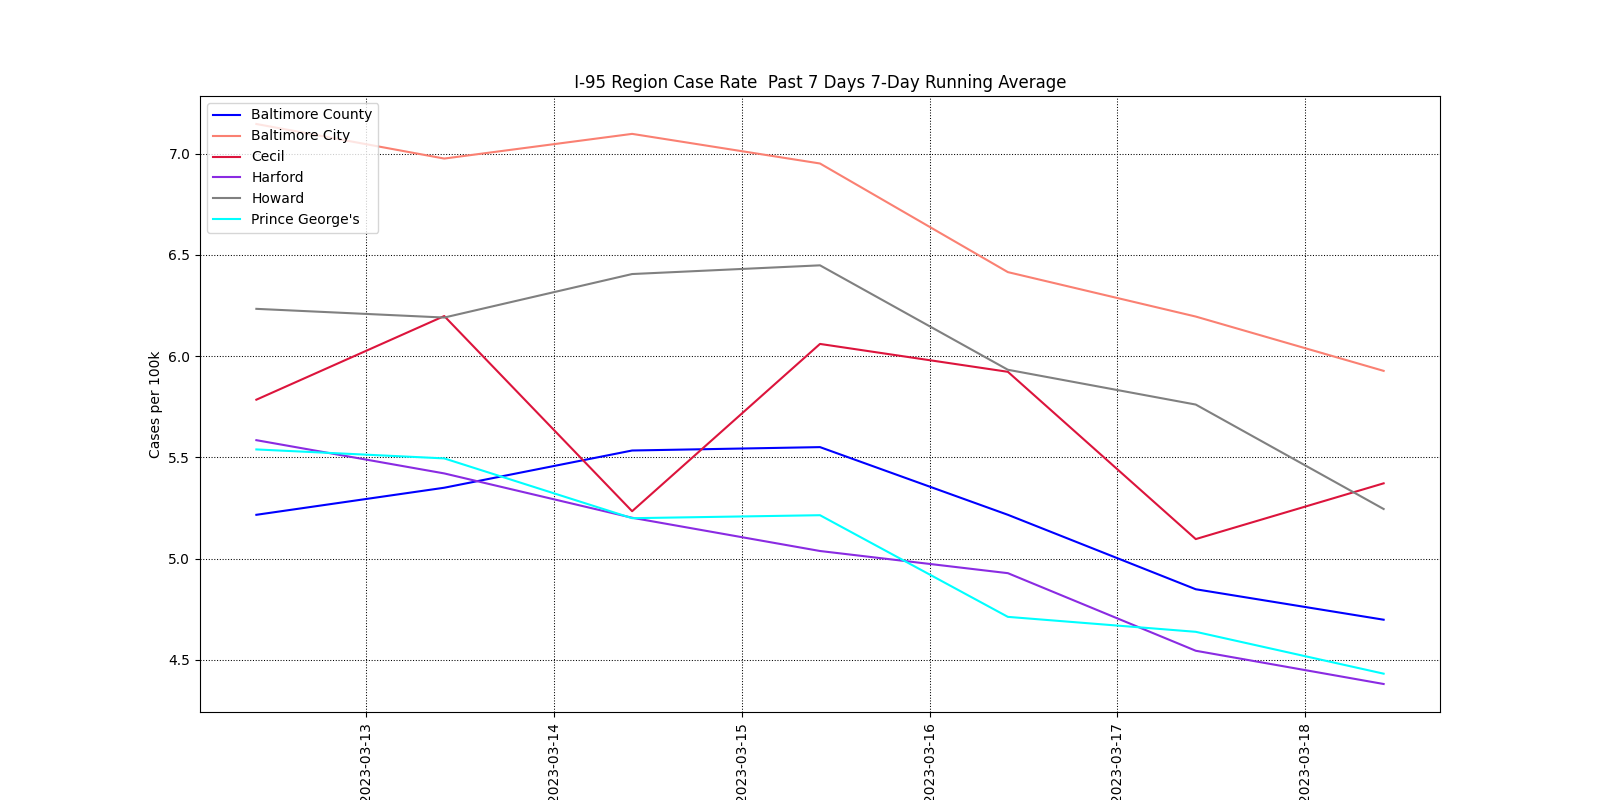 I-95 Region Case Rate  Past 7 Days 7-Day Running Average
Baltimore County
Baltimore City
Cecil
Harford
Howard
Prince George's
Cases per 100k
7.0
6.5
6.0
5.5
5.0
4.5
2023-03-13
2023-03-14
2023-03-15
2023-03-16
2023-03-17
2023-03-18